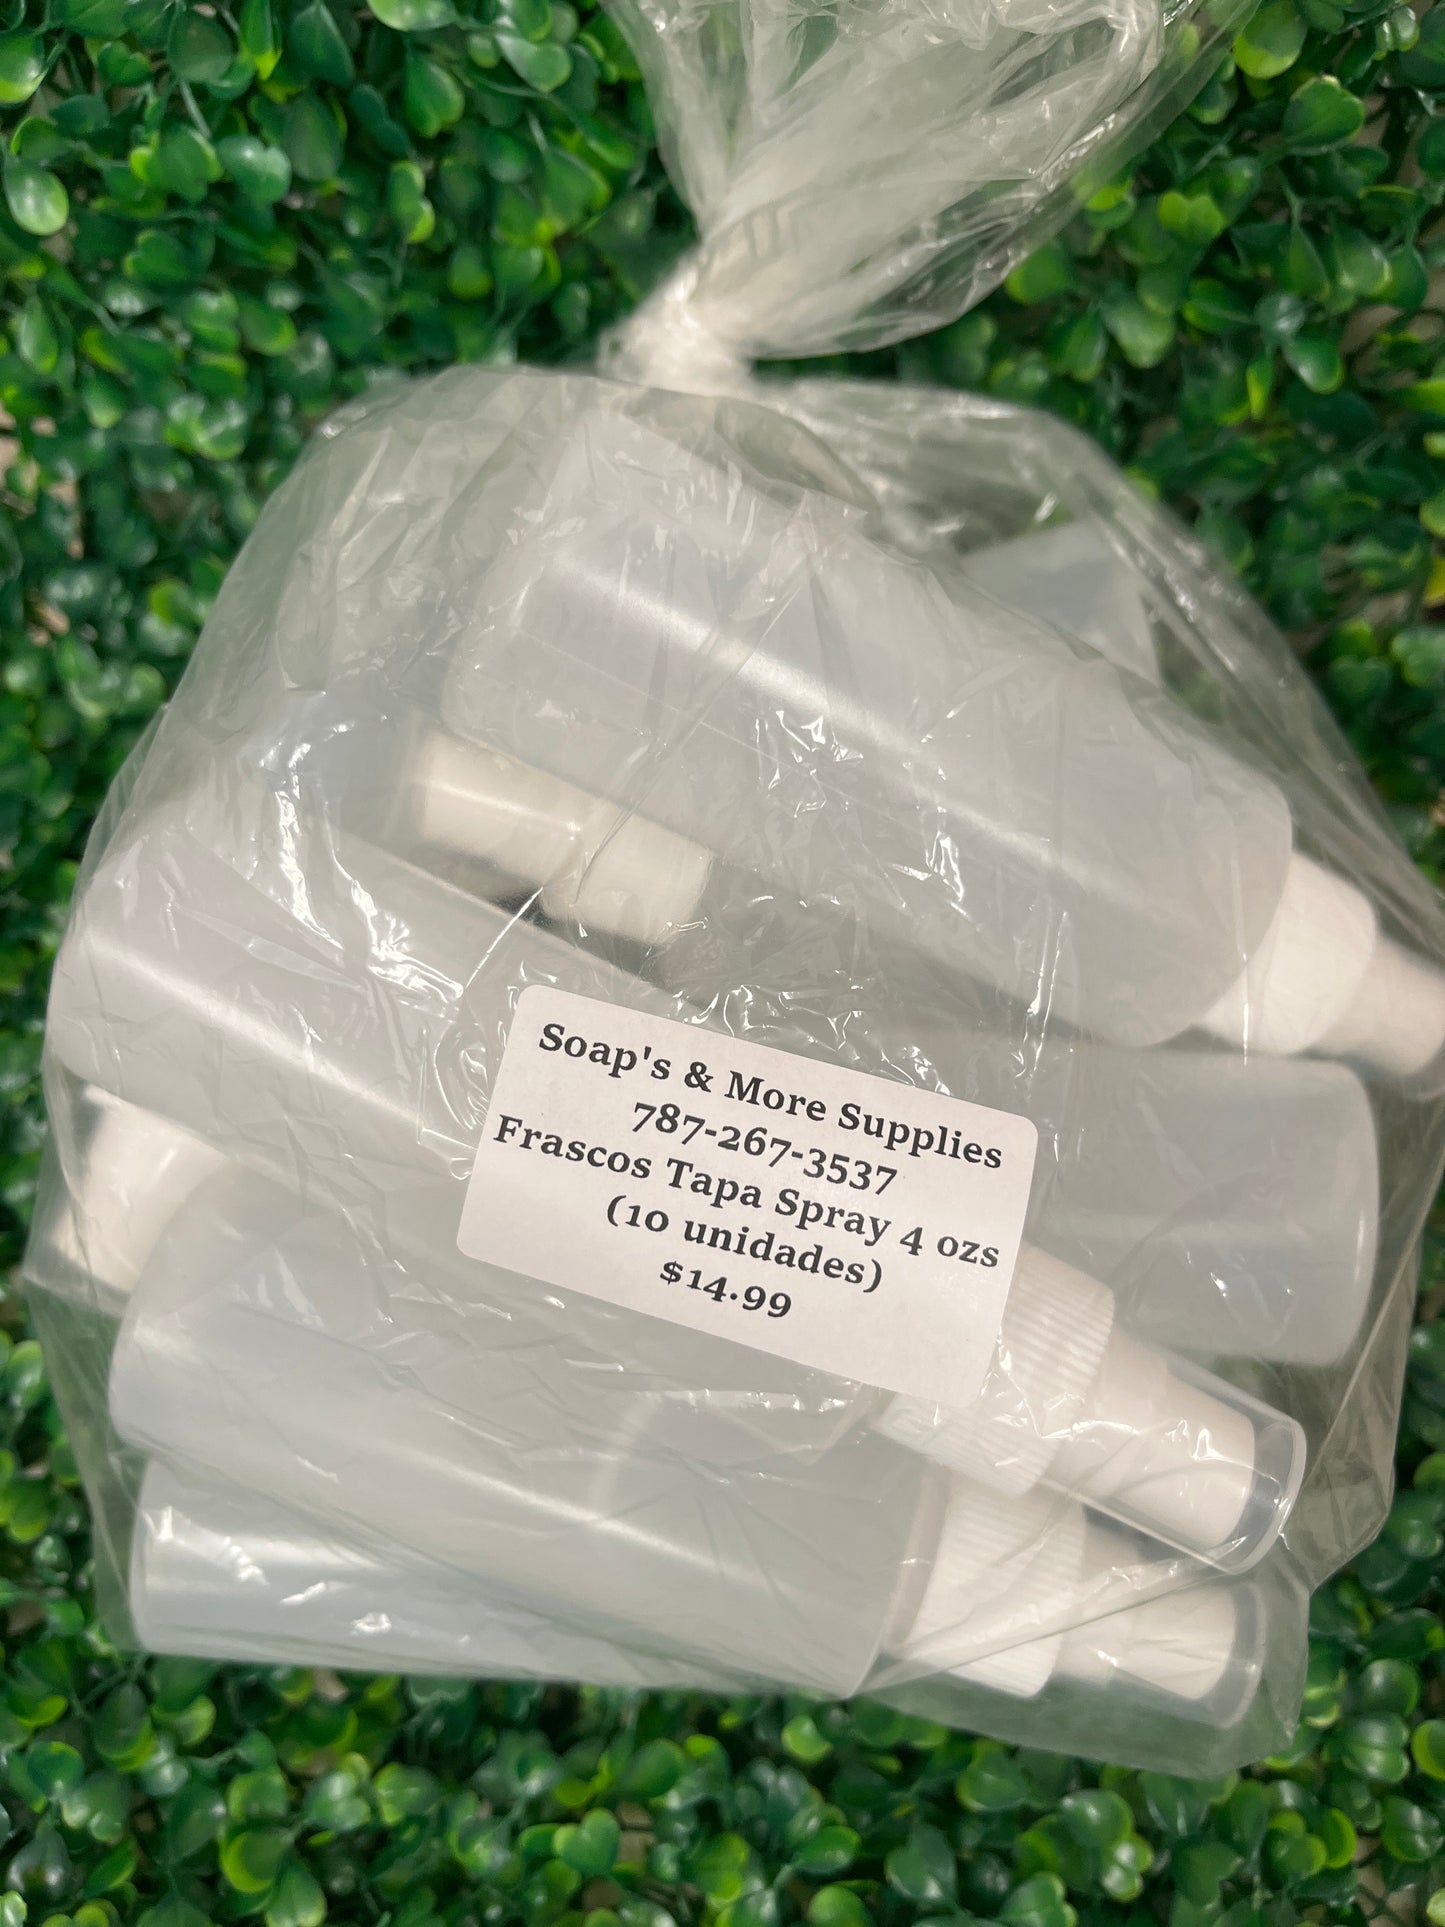 Soap's & More Supplies
787-267-3537
Frascos Tapa Spray 4 ozs
(10 unidades)
$14.99